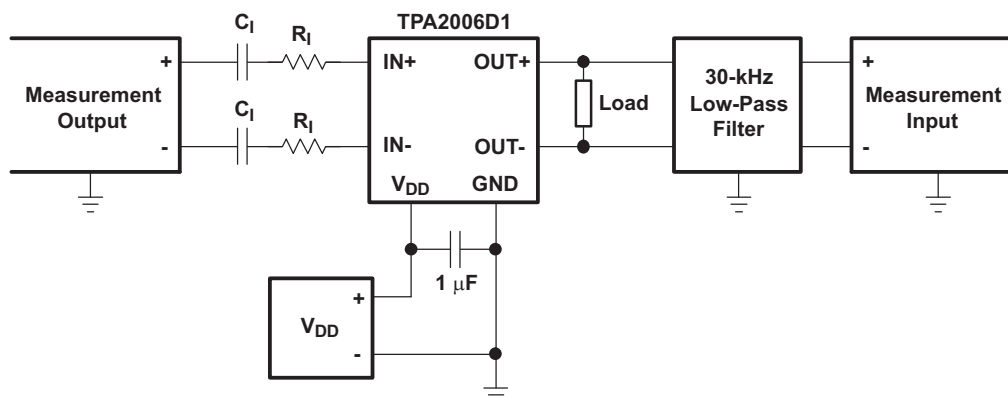 TPA2006D1
C_I
R_I
+
IN+
OUT+
+
Measurement
Output
C_I
R_I
Load
30-kHz
Low-Pass
Filter
Measurement
Input
-
IN-
OUT-
-
V_DD
GND
1 μF
+
V_DD
-